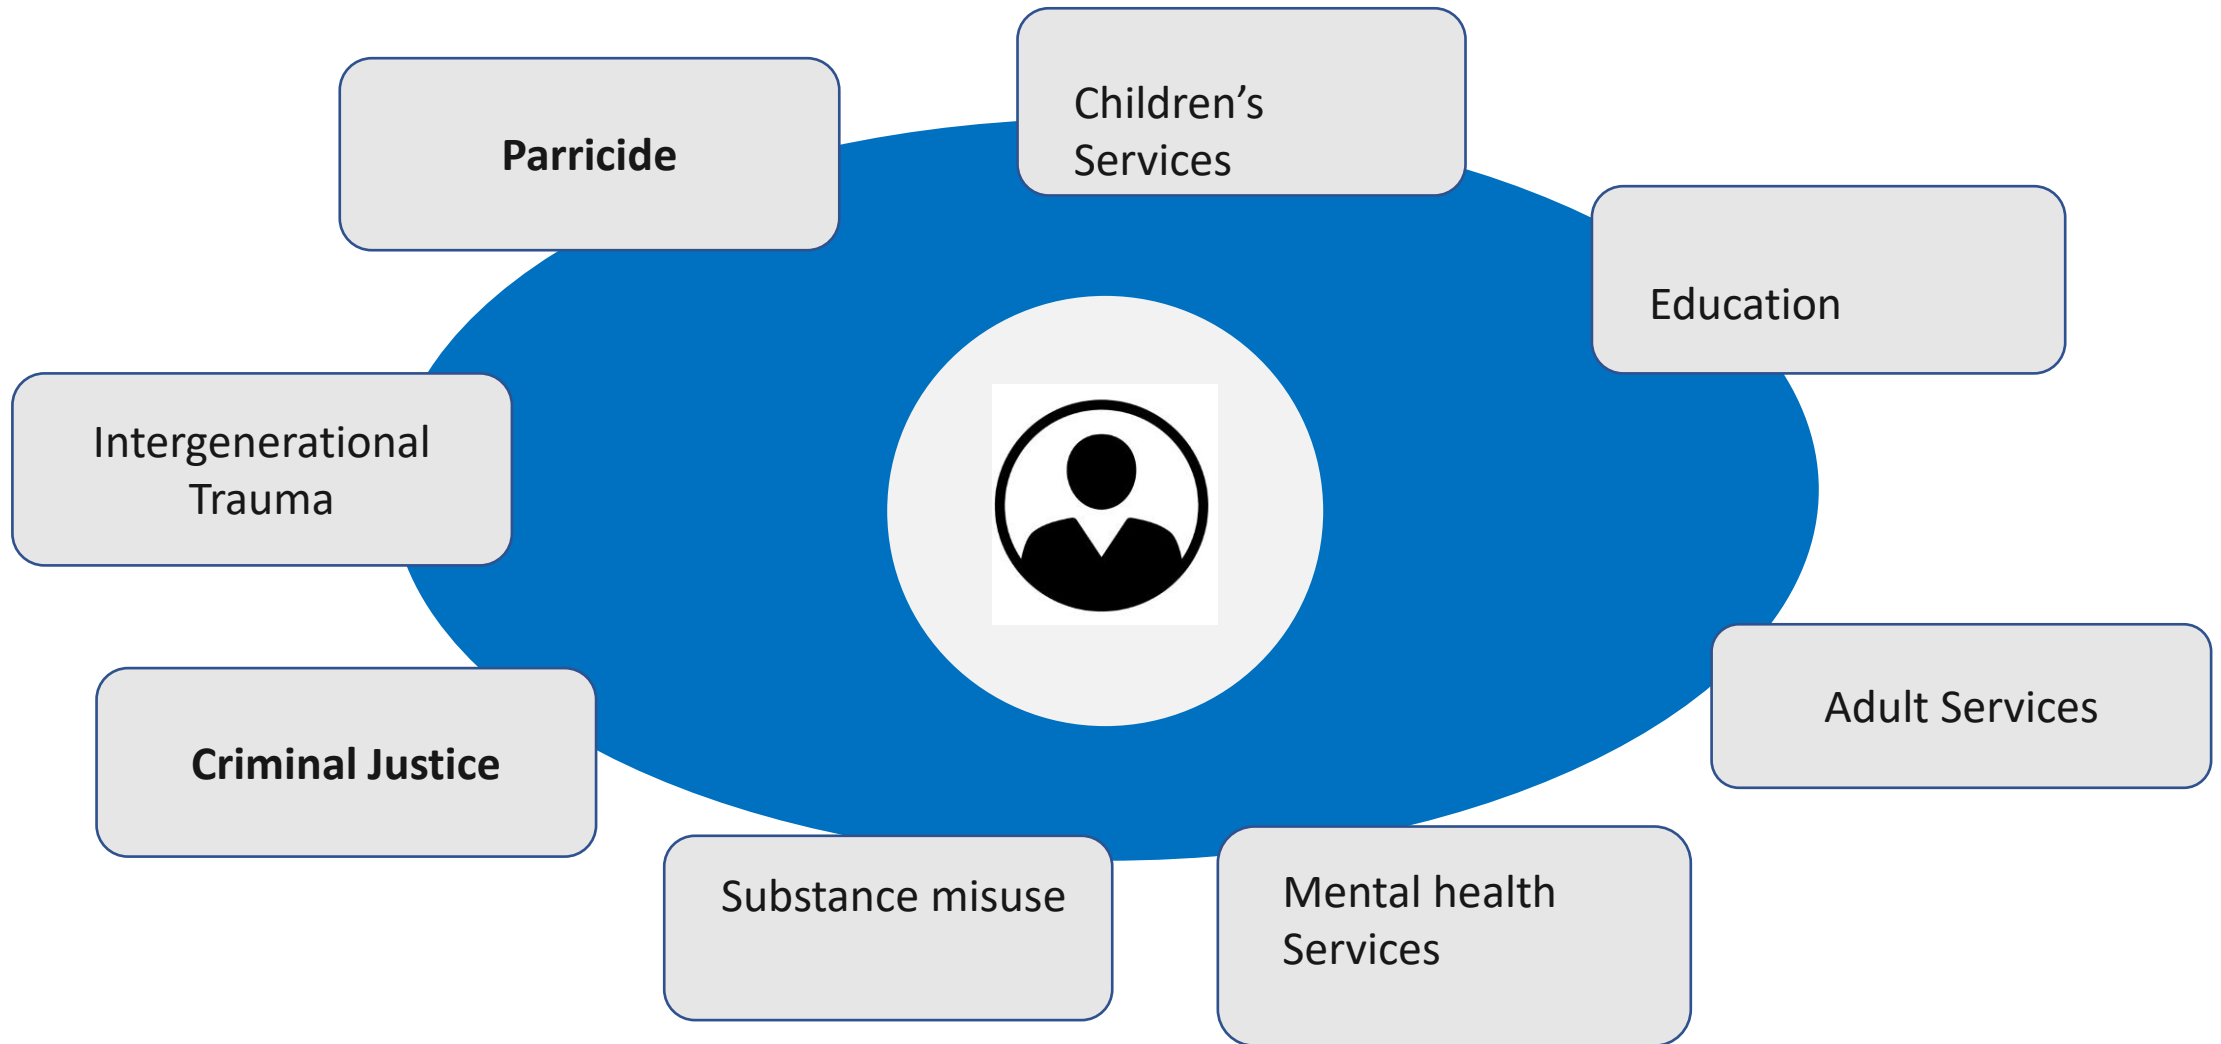 Parricide
Children’s
Services
Education
Intergenerational
Trauma
Adult Services
Criminal Justice
Substance misuse
Mental health
Services